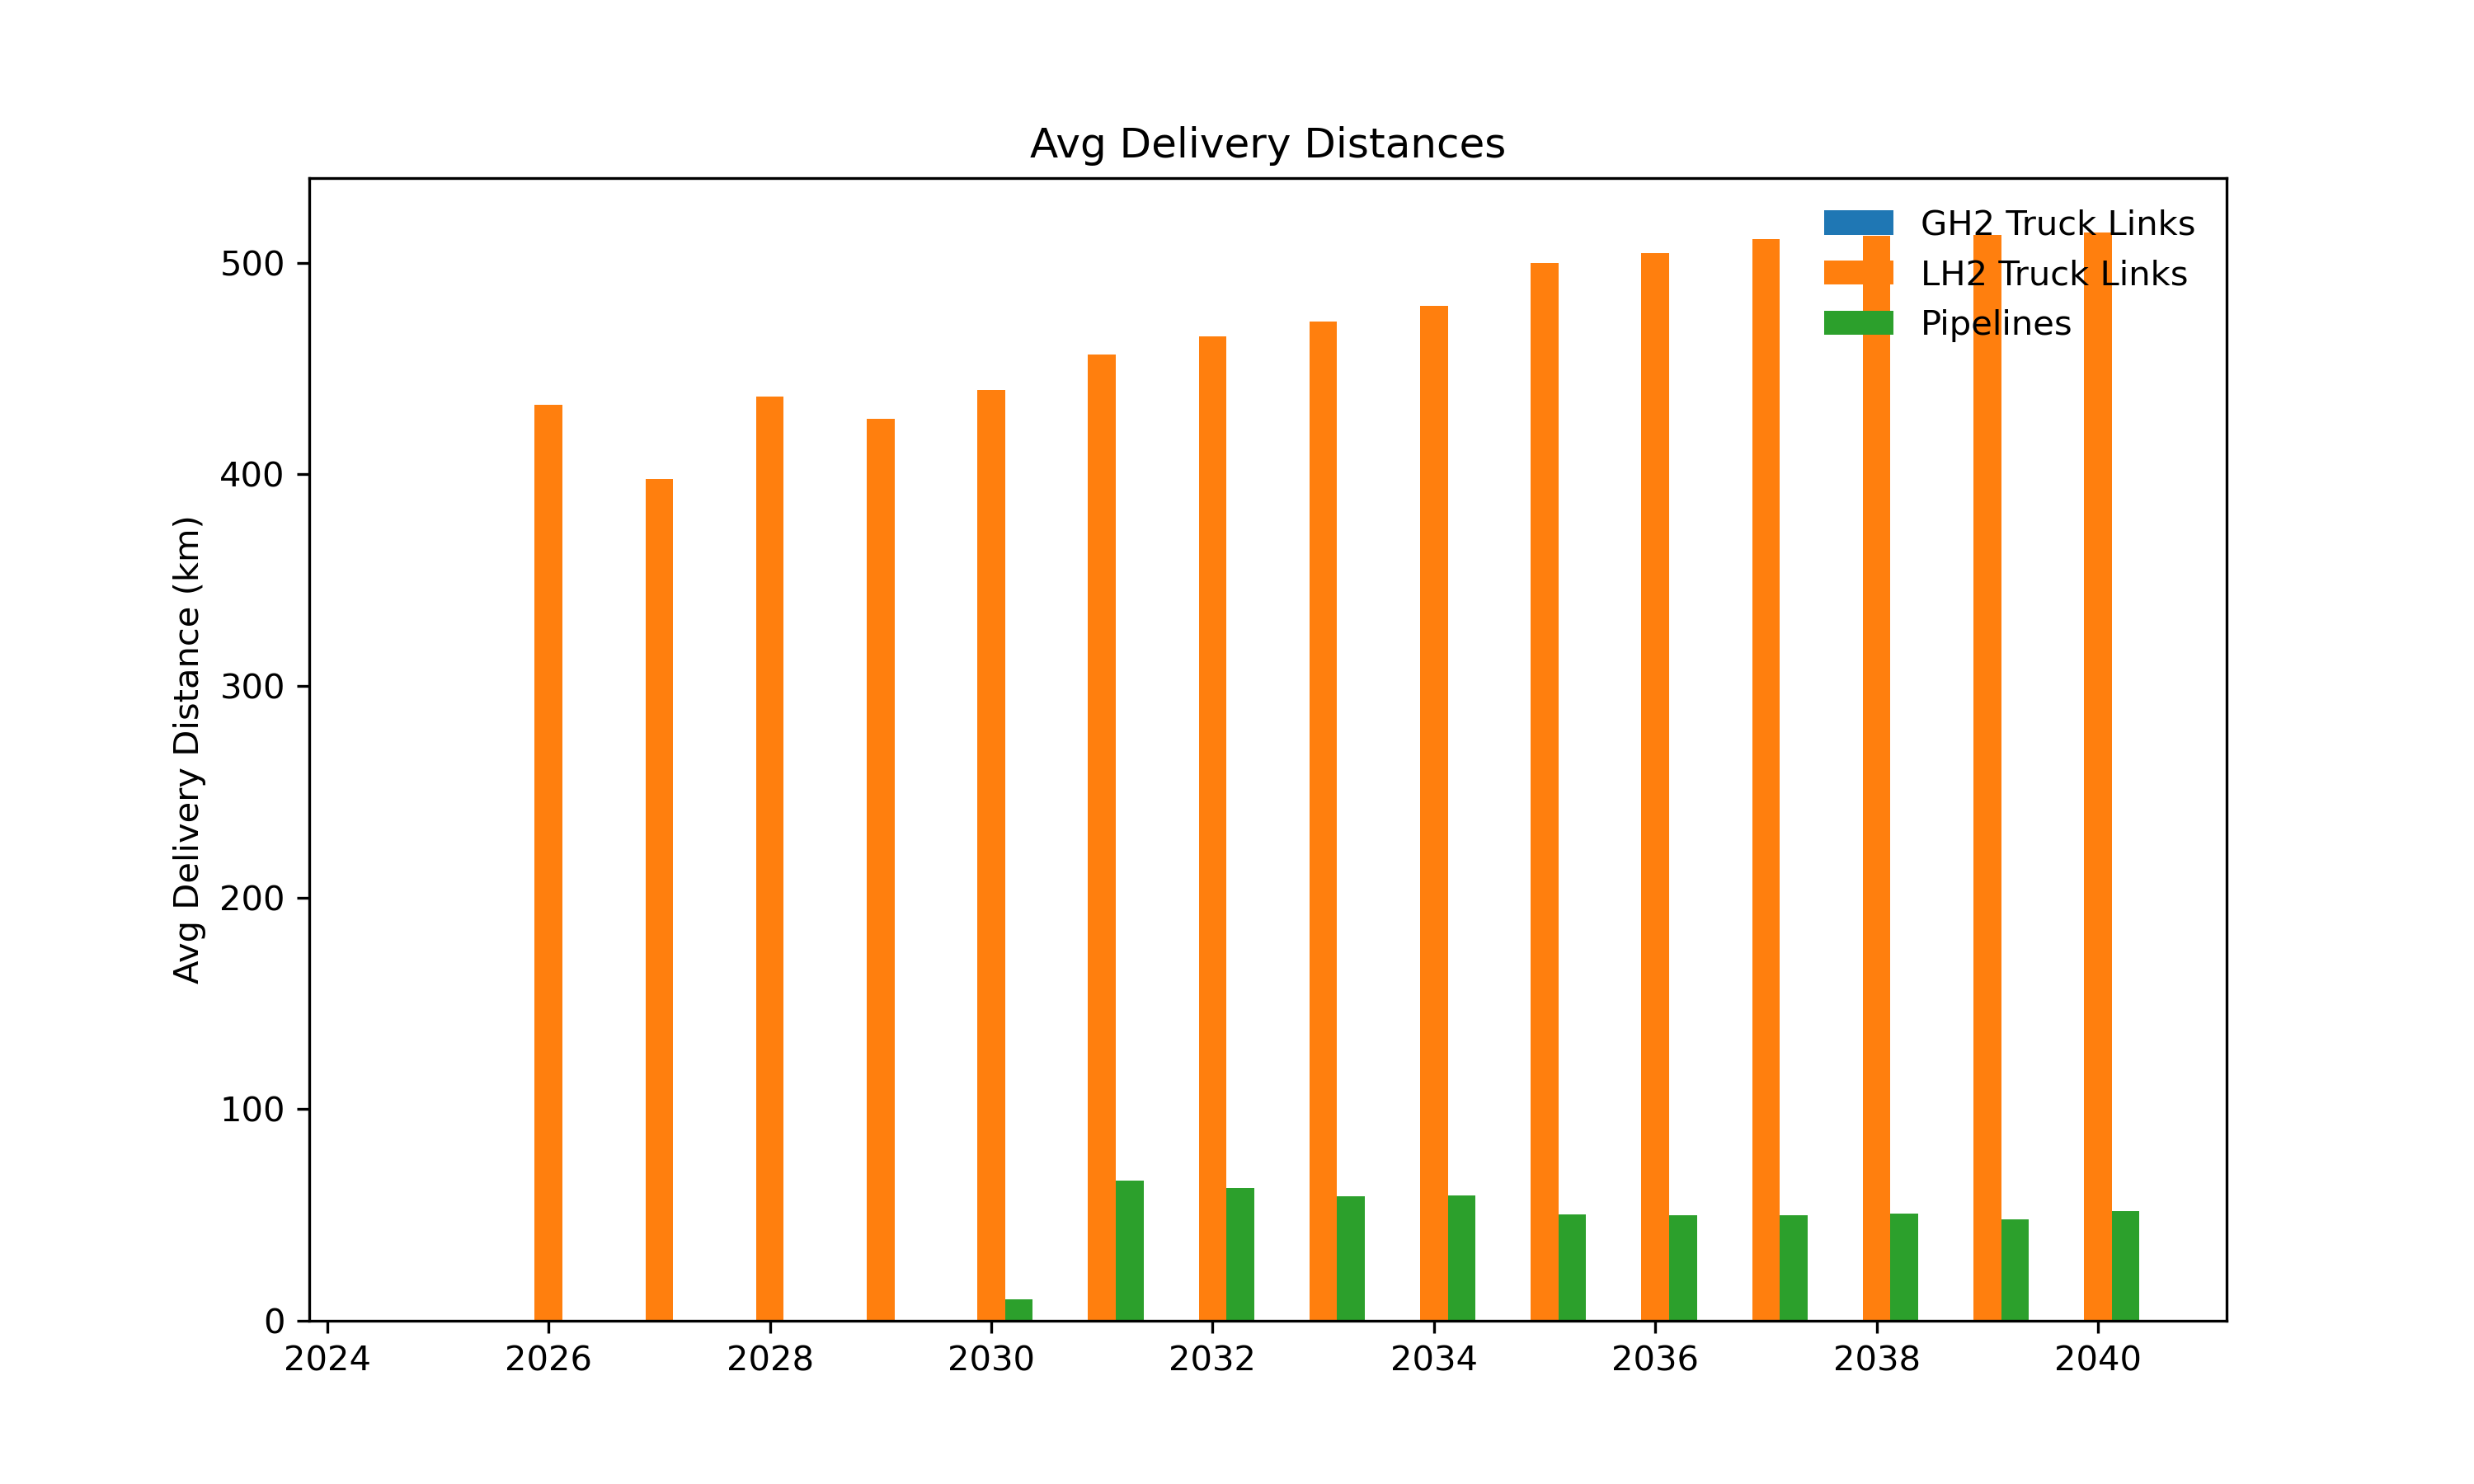 Avg Delivery Distances
GH2 Truck Links
LH2 Truck Links
Pipelines
Avg Delivery Distance (km)
500
400
300
200
100
0
2024 2026 2028 2030 2032 2034 2036 2038 2040